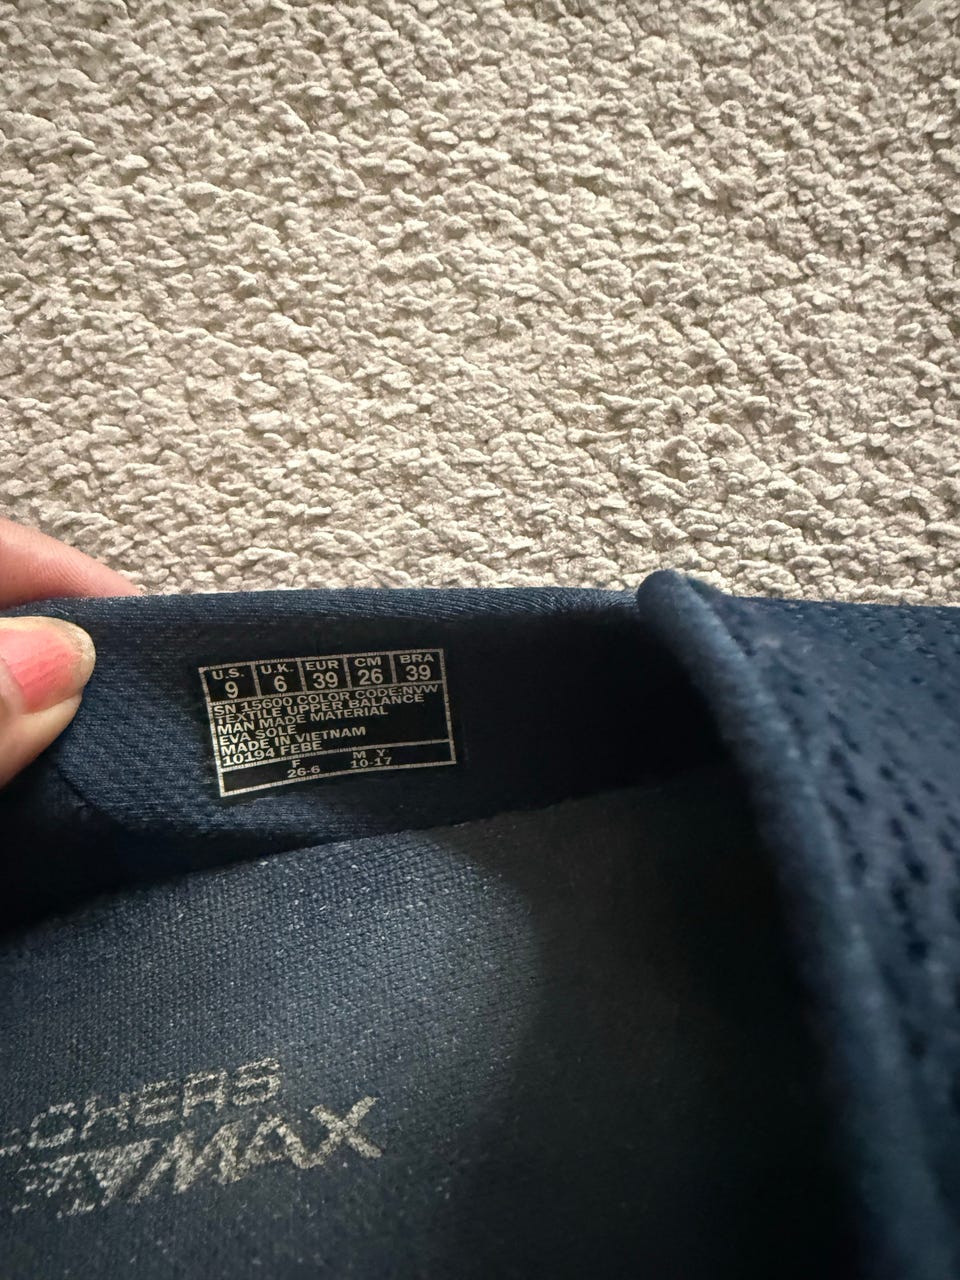 U.S. U.K. EUR CM BRA
9 6 39 26 39
SN 15600 COLOR CODE:NVW
TEXTILE UPPER BALANCE
MAN MADE MATERIAL
EVA SOLE
MADE IN VIETNAM
10194 FEBE
F M Y
26-6 10-17
CHERS
MAX